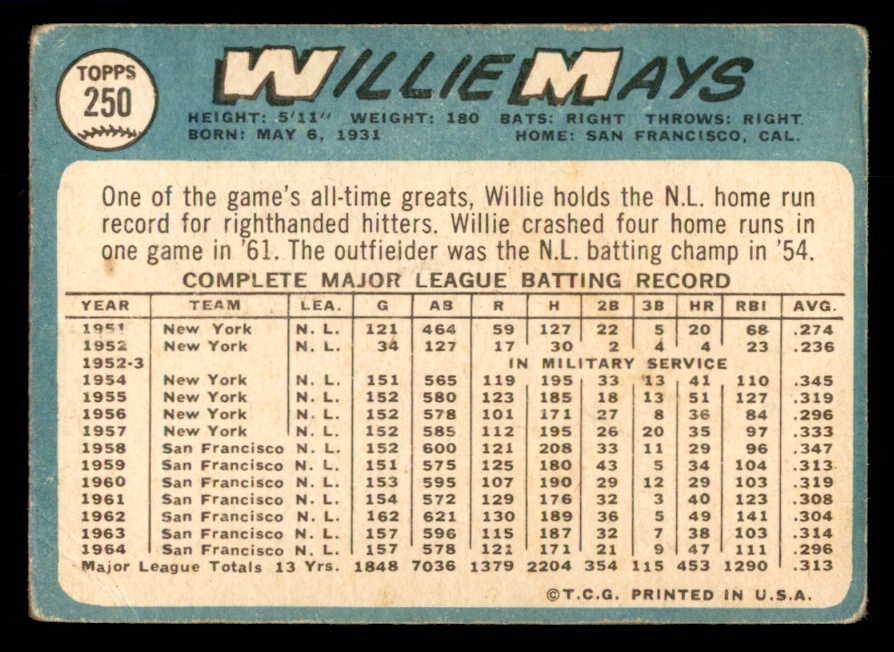 TOPPS
250
WILLIE MAYS
HEIGHT: 5'11" WEIGHT: 180 BATS: RIGHT THROWS: RIGHT
BORN: MAY 6, 1931 HOME: SAN FRANCISCO, CAL.
One of the game's all-time greats, Willie holds the N.L. home run
record for righthanded hitters. Willie crashed four home runs in
one game in '61. The outfieider was the N.L. batting champ in '54.
COMPLETE MAJOR LEAGUE BATTING RECORD
YEAR TEAM LEA. G AB R H 2B 3B HR RBI AVG.
1951 New York N. L. 121 464 59 127 22 5 20 68 .274
1952 New York N. L. 34 127 17 30 2 4 4 23 .236
1952-3 IN MILITARY SERVICE
1954 New York N. L. 151 565 119 195 33 13 41 110 .345
1955 New York N. L. 152 580 123 185 18 13 51 127 .319
1956 New York N. L. 152 578 101 171 27 8 36 84 .296
1957 New York N. L. 152 585 112 195 26 20 35 97 .333
1958 San Francisco N. L. 152 600 121 208 33 11 29 96 .347
1959 San Francisco N. L. 151 575 125 180 43 5 34 104 .313
1960 San Francisco N. L. 153 595 107 190 29 12 29 103 .319
1961 San Francisco N. L. 154 572 129 176 32 3 40 123 .308
1962 San Francisco N. L. 162 621 130 189 36 5 49 141 .304
1963 San Francisco N. L. 157 596 115 187 32 7 38 103 .314
1964 San Francisco N. L. 157 578 121 171 21 9 47 111 .296
Major League Totals 13 Yrs. 1848 7036 1379 2204 354 115 453 1290 .313
©T.C.G. PRINTED IN U.S.A.